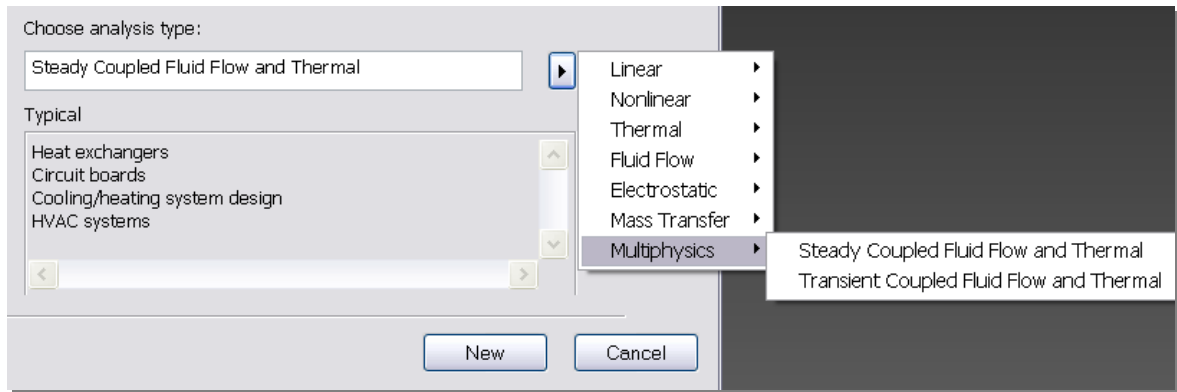 Choose analysis type:
Steady Coupled Fluid Flow and Thermal
Typical
Heat exchangers
Circuit boards
Cooling/heating system design
HVAC systems
Linear
Nonlinear
Thermal
Fluid Flow
Electrostatic
Mass Transfer
Multiphysics
Steady Coupled Fluid Flow and Thermal
Transient Coupled Fluid Flow and Thermal
New
Cancel